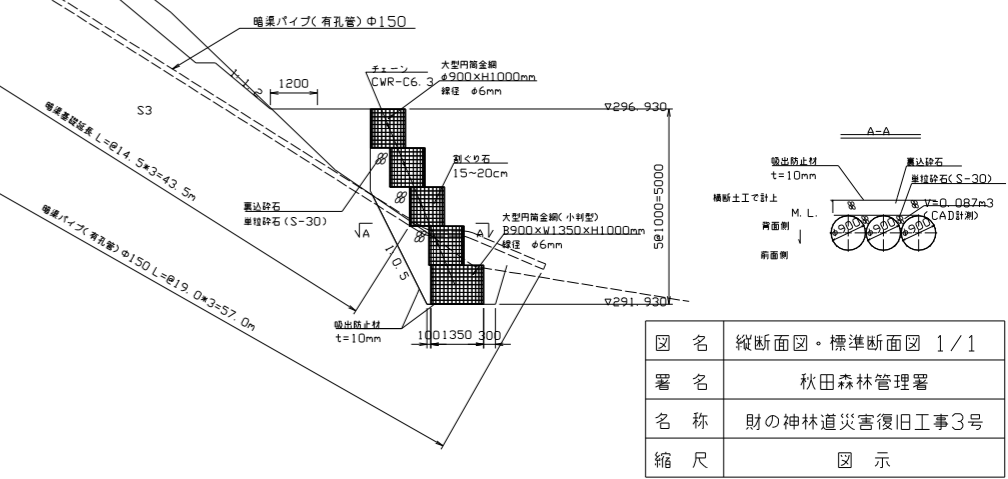 暗渠パイプ(有孔管)Φ150
1:1.2
1200
チェーン
CWR-C6.3
大型円筒金網
φ900×H1000mm
線径 φ6mm
▽296.930
S3
暗渠基礎延長 L=@14.5*3=43.5m
暗渠パイプ(有孔管)Φ150 L=@19.0*3=57.0m
割ぐり石
15~20cm
裏込砕石
単粒砕石(S-30)
A
A
大型円筒金網(小判型)
B900×W1350×H1000mm
線径 φ6mm
5@1000=5000
1:0.5
▽291.930
吸出防止材
t=10mm
100
1350
300
A-A
吸出防止材
t=10mm
裏込砕石
単粒砕石(S-30)
横断土工で計上
V=0.087m3
(CAD計測)
M.L.
背面側
前面側
φ900
φ900
φ900
図 名 縦断面図・標準断面図 1/1
署 名 秋田森林管理署
名 称 財の神林道災害復旧工事3号
縮 尺 図 示